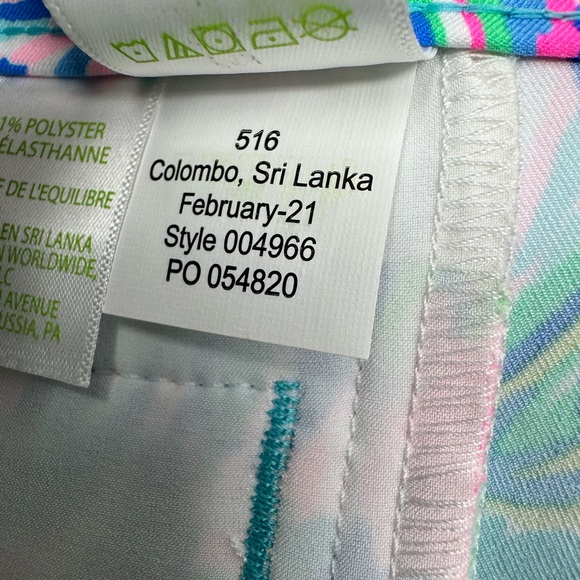 1% POLYSTER
ÉLASTHANNE
F DE L'EQUILIBRE
EN SRI LANKA
N WORLDWIDE,
LC
AVENUE
RUSSIA, PA
516
Colombo, Sri Lanka
February-21
Style 004966
PO 054820